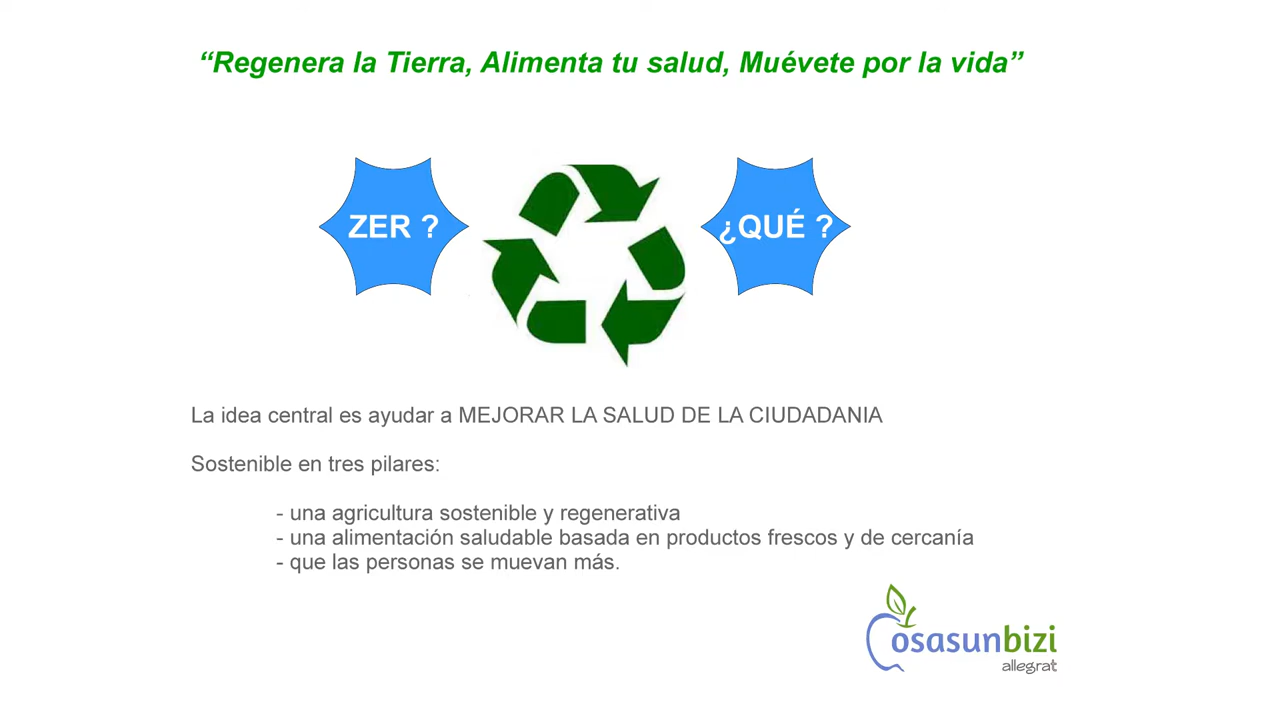 “Regenera la Tierra, Alimenta tu salud, Muévete por la vida”
ZER ?
¿QUÉ ?
La idea central es ayudar a MEJORAR LA SALUD DE LA CIUDADANIA
Sostenible en tres pilares:
- una agricultura sostenible y regenerativa
- una alimentación saludable basada en productos frescos y de cercanía
- que las personas se muevan más.
osasunbizi
allegrat